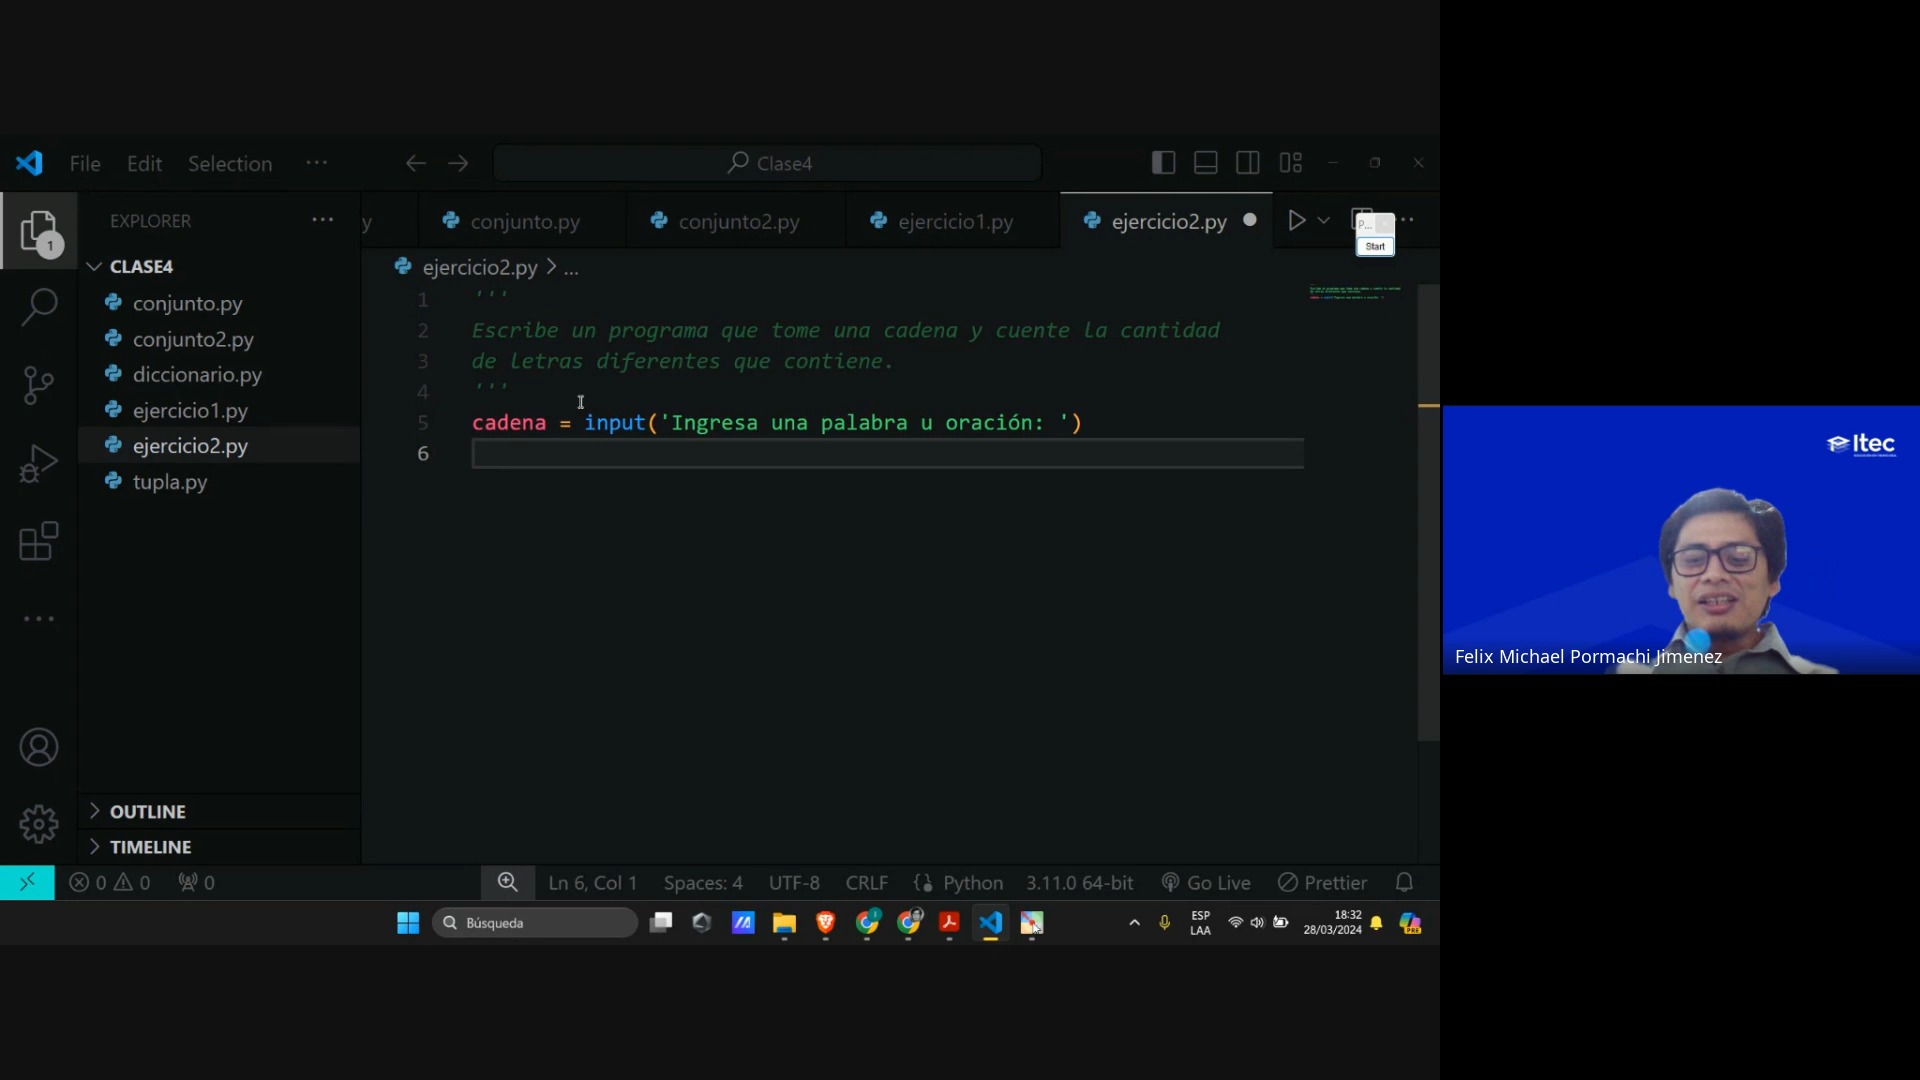 File Edit Selection ···
Clase4
EXPLORER ···
y conjunto.py conjunto2.py ejercicio1.py ejercicio2.py
P...
Start
1
CLASE4
conjunto.py
conjunto2.py
diccionario.py
ejercicio1.py
ejercicio2.py
tupla.py
ejercicio2.py > ...
1 '''
2 Escribe un programa que tome una cadena y cuente la cantidad
3 de letras diferentes que contiene.
4 '''
5 cadena = input('Ingresa una palabra u oración: ')
6
OUTLINE
TIMELINE
0 0 0 Ln 6, Col 1 Spaces: 4 UTF-8 CRLF Python 3.11.0 64-bit Go Live Prettier
Búsqueda
ESP
LAA
18:32
28/03/2024
PRE
Itec
Felix Michael Pormachi Jimenez